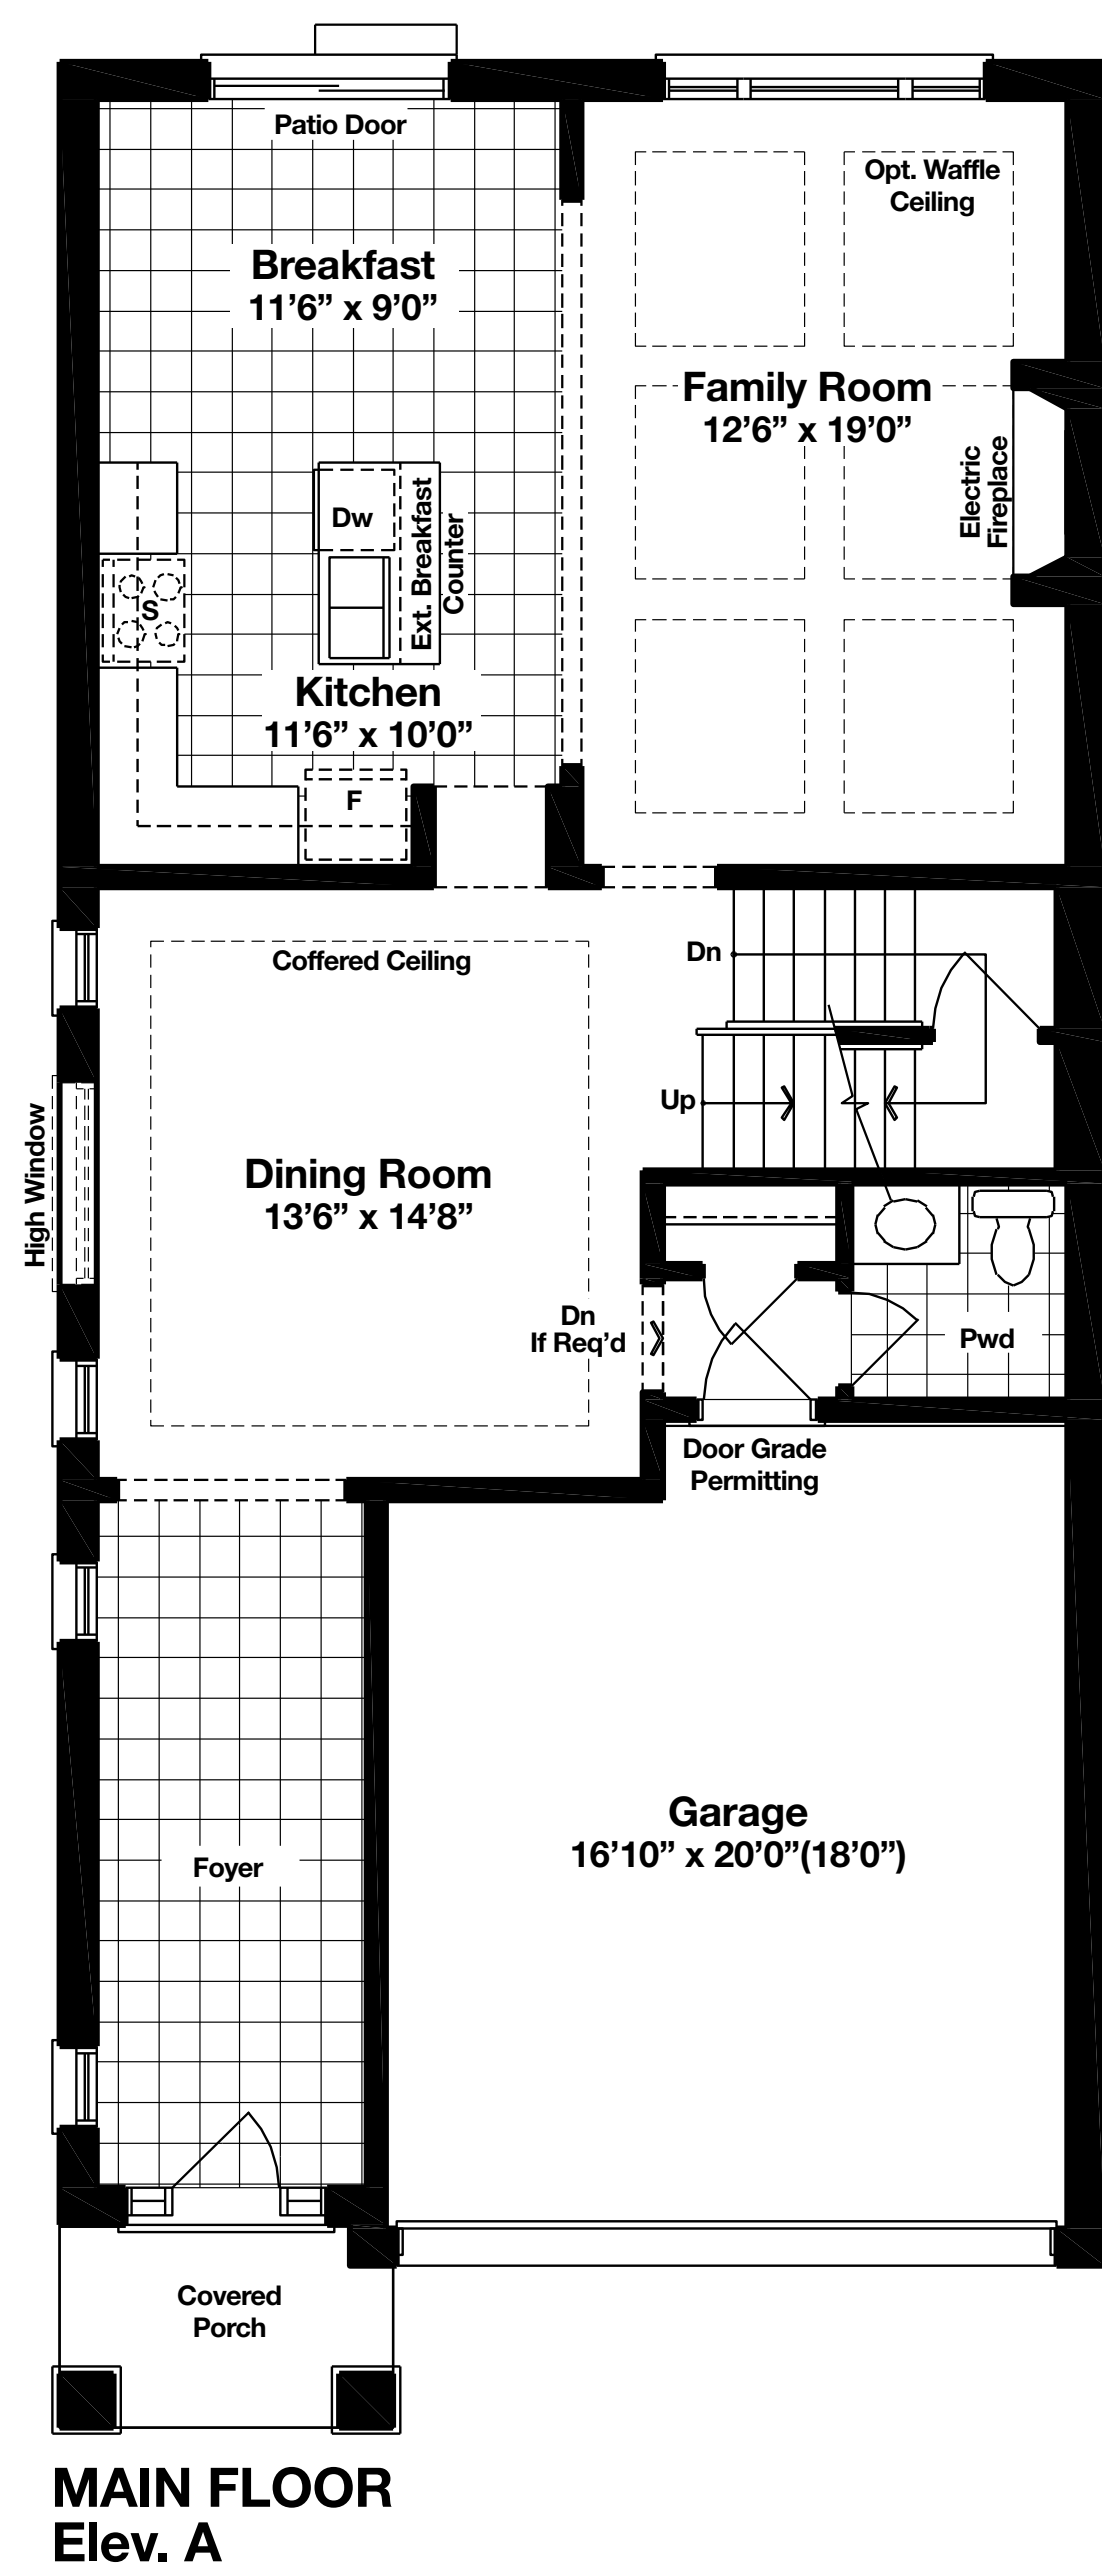 Patio Door
Opt. Waffle
Ceiling
Breakfast
11’6” x 9’0”
Family Room
12’6” x 19’0”
Electric
Fireplace
Dw
Ext. Breakfast
Counter
S
Kitchen
11’6” x 10’0”
F
Coffered Ceiling
Dn
Up
High Window
Dining Room
13’6” x 14’8”
Dn
If Req’d
Pwd
Door Grade
Permitting
Garage
16’10” x 20’0”(18’0”)
Foyer
Covered
Porch
MAIN FLOOR
Elev. A